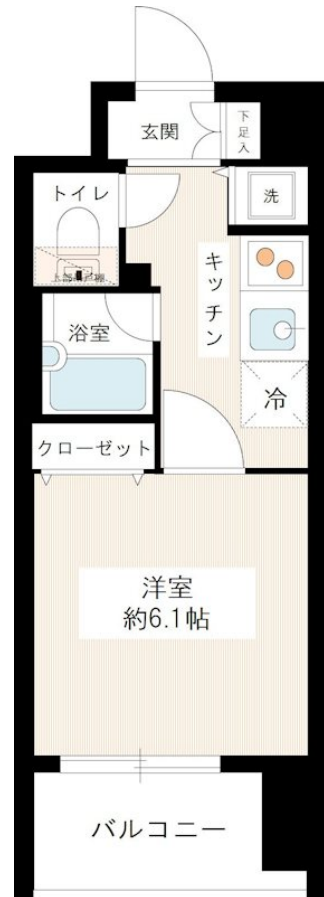 玄関
下足入
トイレ
洗
キッチン
浴室
冷
クローゼット
洋室
約6.1帖
バルコニー